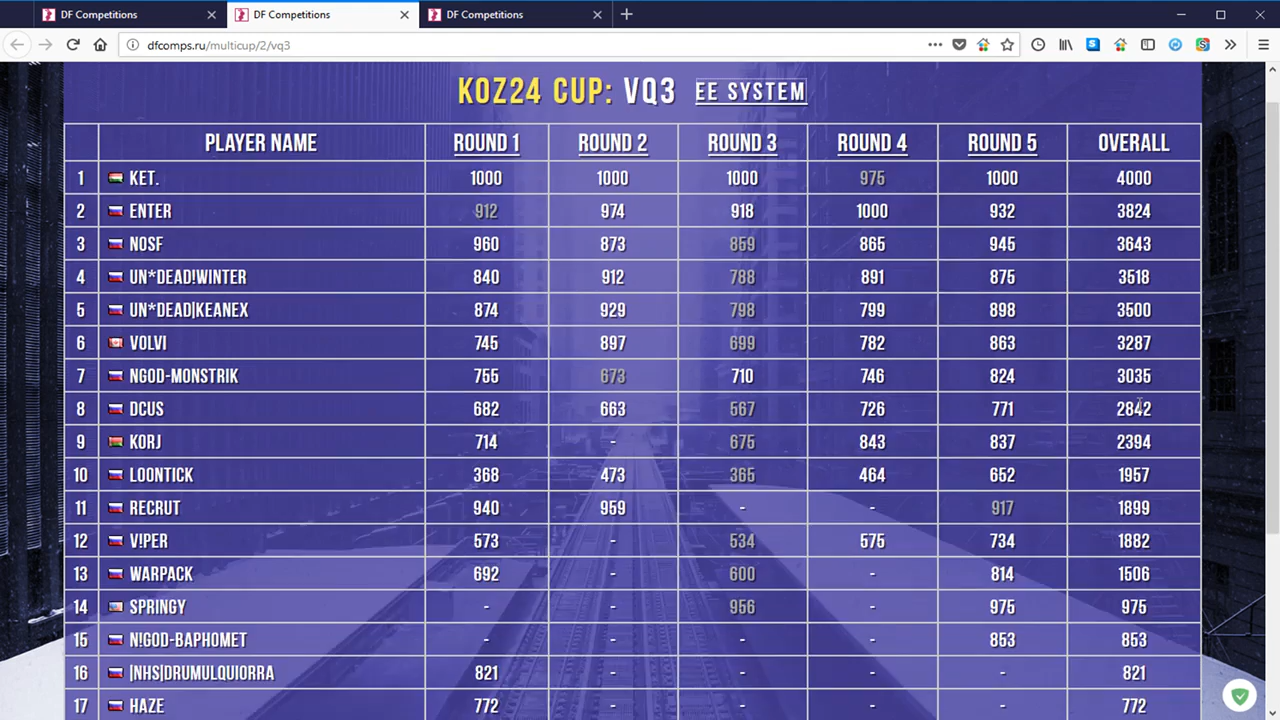 DF Competitions DF Competitions DF Competitions
dfcomps.ru/multicup/2/vq3
KOZ24 CUP: VQ3 EE SYSTEM
PLAYER NAME ROUND 1 ROUND 2 ROUND 3 ROUND 4 ROUND 5 OVERALL
1 KET. 1000 1000 1000 975 1000 4000
2 ENTER 912 974 918 1000 932 3824
3 NOSF 960 873 859 865 945 3643
4 UN*DEAD!WINTER 840 912 788 891 875 3518
5 UN*DEAD|KEANEX 874 929 798 799 898 3500
6 VOLVI 745 897 699 782 863 3287
7 NGOD-MONSTRIK 755 673 710 746 824 3035
8 DCUS 682 663 567 726 771 2842
9 KORJ 714 - 675 843 837 2394
10 LOONTICK 368 473 365 464 652 1957
11 RECRUT 940 959 - - 917 1899
12 V!PER 573 - 534 575 734 1882
13 WARPACK 692 - 600 - 814 1506
14 SPRINGY - - 956 - 975 975
15 N!GOD-BAPHOMET - - - - 853 853
16 |NHS|DRUMULQUIORRA 821 - - - - 821
17 HAZE 772 - - - - 772